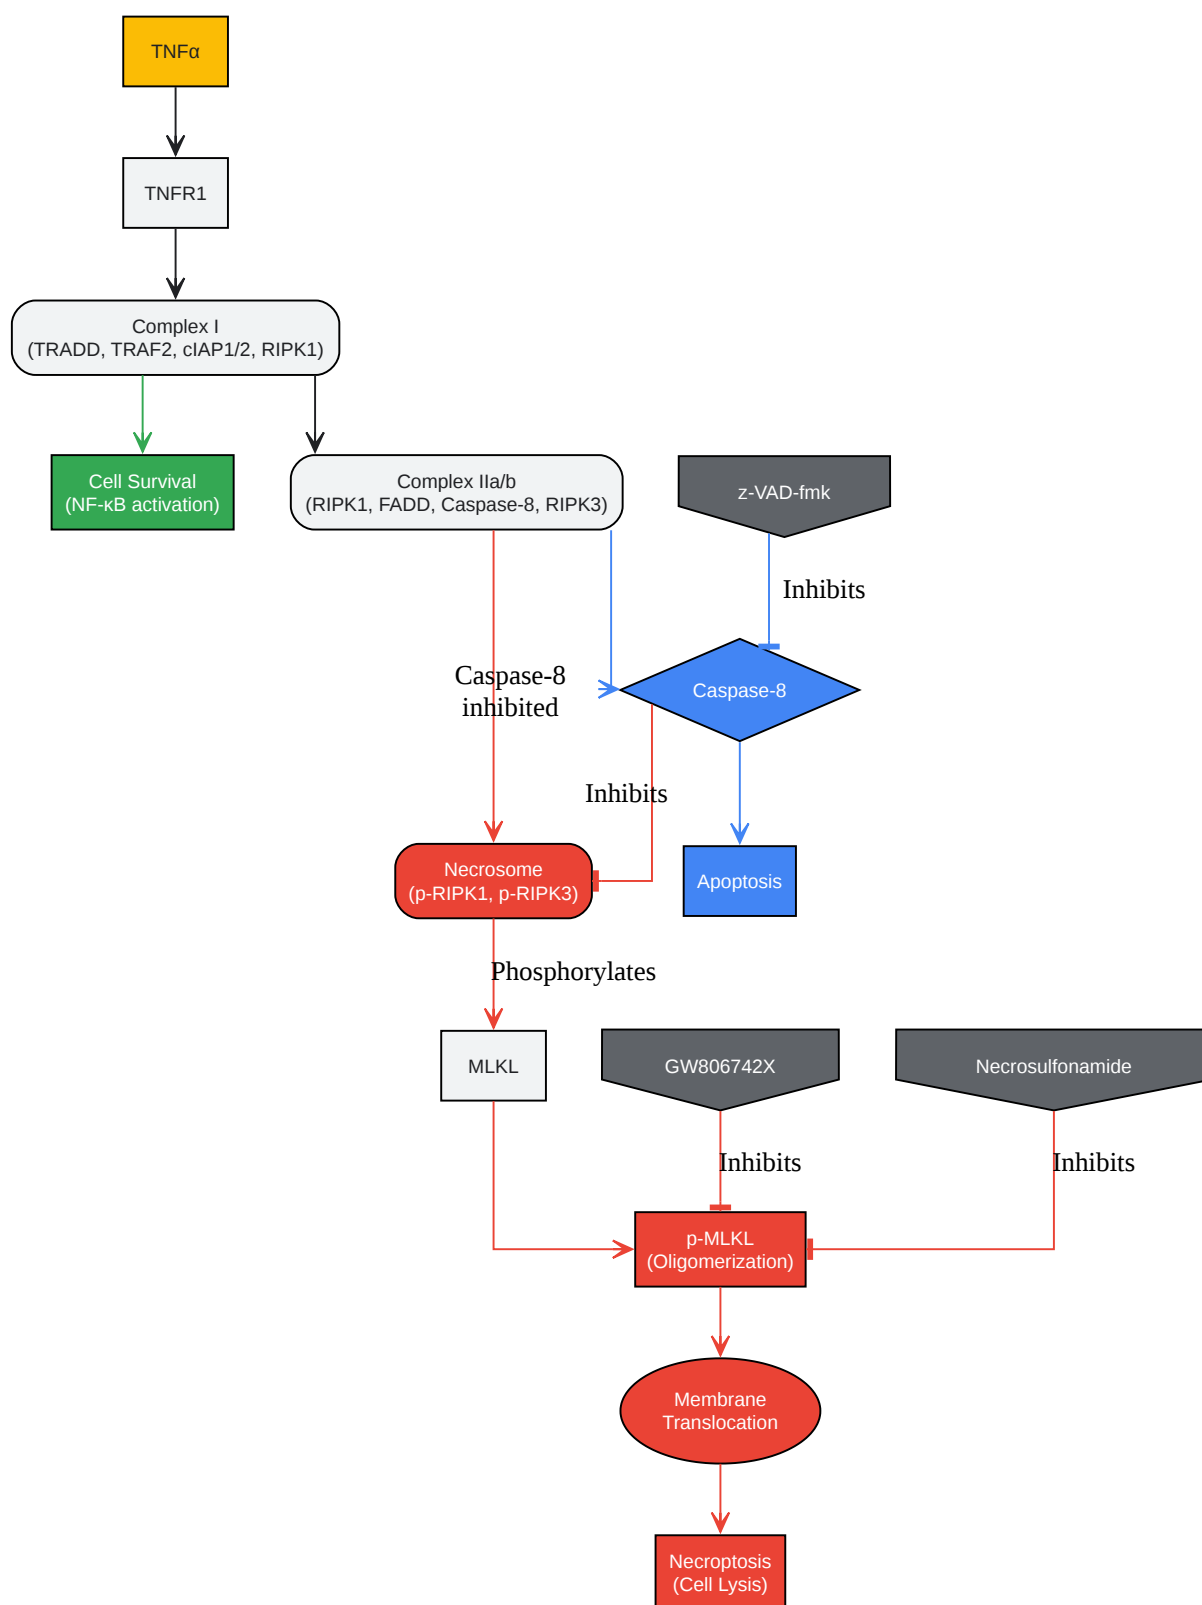 TNFα
TNFR1
Complex I
(TRADD, TRAF2, cIAP1/2, RIPK1)
Cell Survival
(NF-κB activation)
Complex IIa/b
(RIPK1, FADD, Caspase-8, RIPK3)
z-VAD-fmk
Inhibits
Caspase-8
inhibited
Caspase-8
Inhibits
Necrosome
(p-RIPK1, p-RIPK3)
Apoptosis
Phosphorylates
MLKL
GW806742X
Necrosulfonamide
Inhibits
Inhibits
p-MLKL
(Oligomerization)
Membrane
Translocation
Necroptosis
(Cell Lysis)